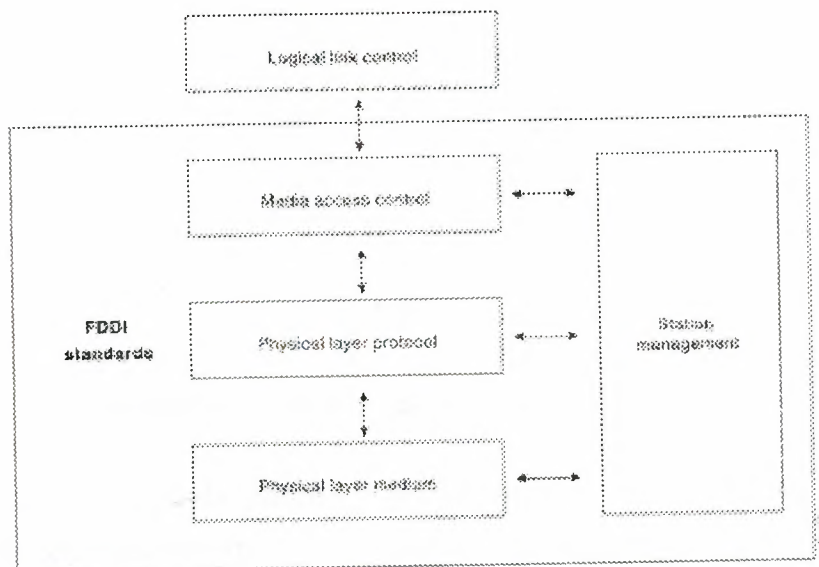 Logical link control
Media access control
FDDI
standards
Physical layer protocol
Station
management
Physical layer medium